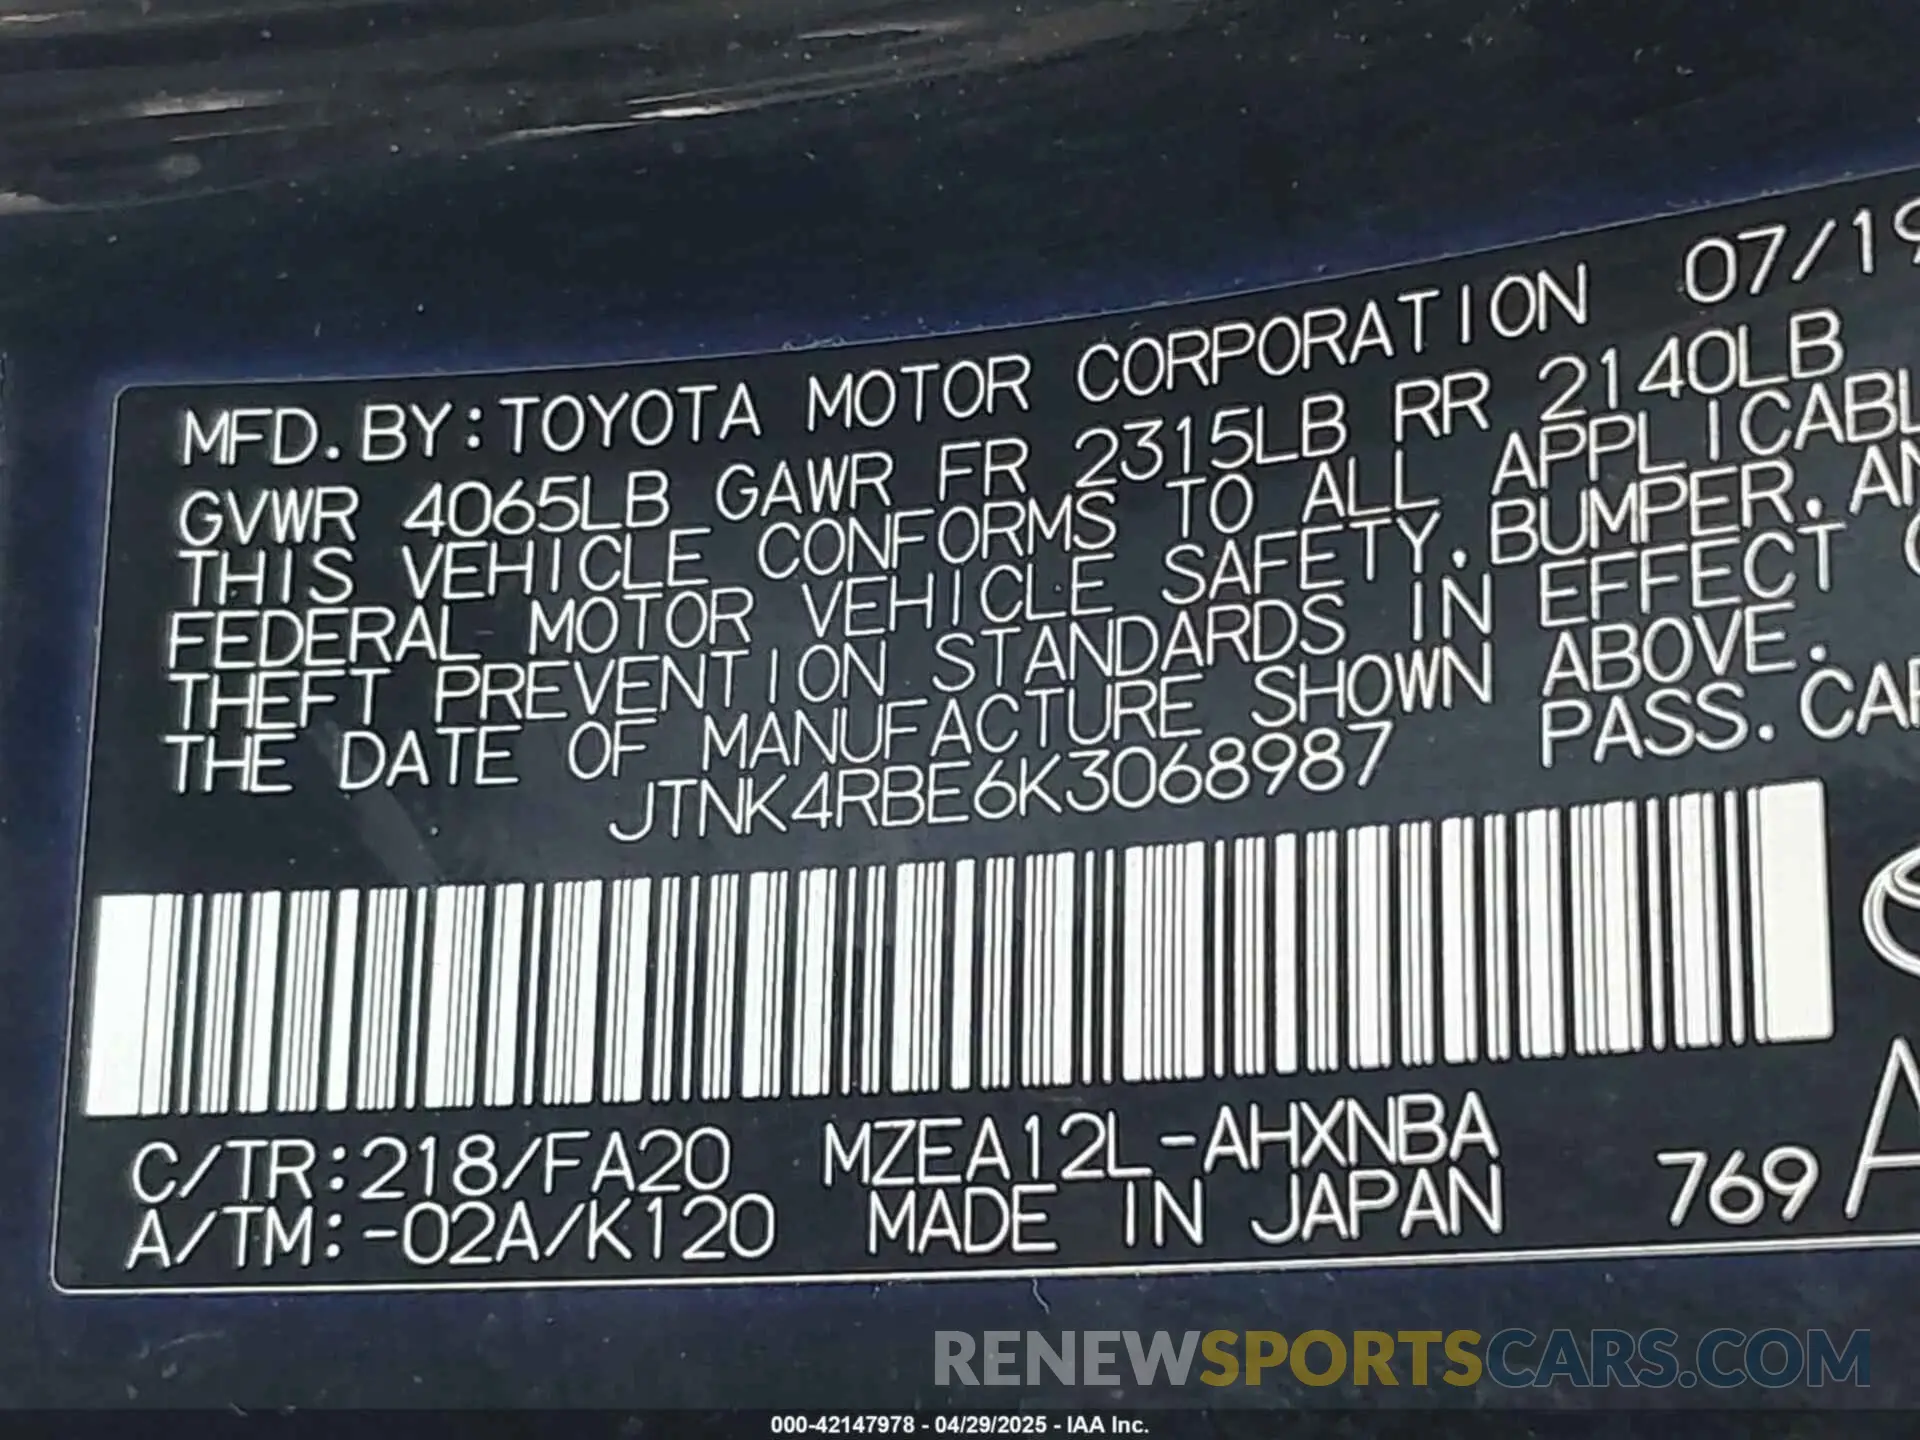 MFD.BY:TOYOTA MOTOR CORPORATION 07/19
GVWR 4065LB GAWR FR 2315LB RR 2140LB
THIS VEHICLE CONFORMS TO ALL APPLICABL
FEDERAL MOTOR VEHICLE SAFETY,BUMPER,AN
THEFT PREVENTION STANDARDS IN EFFECT O
THE DATE OF MANUFACTURE SHOWN ABOVE.
JTNK4RBE6K3068987 PASS.CAR
C/TR:218/FA20 MZEA12L-AHXNBA
A/TM:-02A/K120 MADE IN JAPAN 769 A
RENEWSPORTSCARS.COM
000-42147978 - 04/29/2025 - IAA Inc.